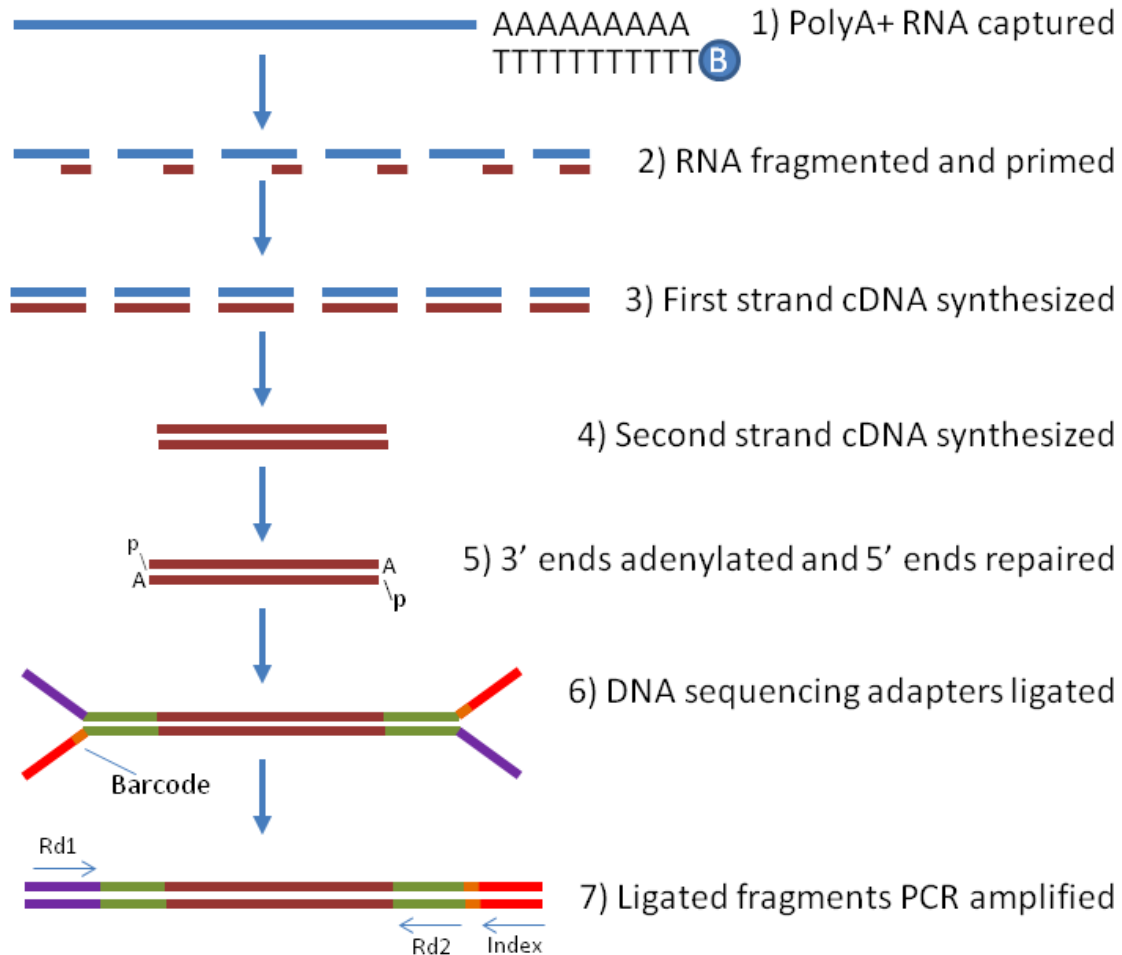 AAAAAAAAA 1) PolyA+ RNA captured
TTTTTTTTTTT B
2) RNA fragmented and primed
3) First strand cDNA synthesized
4) Second strand cDNA synthesized
p
A 5) 3’ ends adenylated and 5’ ends repaired
A
p
6) DNA sequencing adapters ligated
Barcode
Rd1
7) Ligated fragments PCR amplified
Rd2 Index